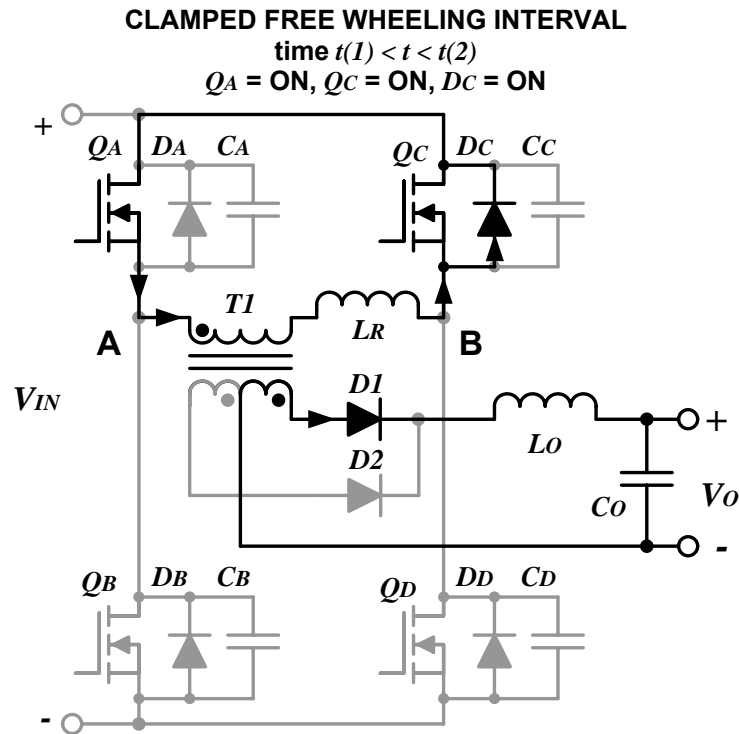 CLAMPED FREE WHEELING INTERVAL
time t(1) < t < t(2)
QA = ON, QC = ON, DC = ON
+
QA DA CA
QC DC CC
T1
LR
A
B
VIN
D1
D2
LO
+
CO
VO
-
QB DB CB
QD DD CD
-